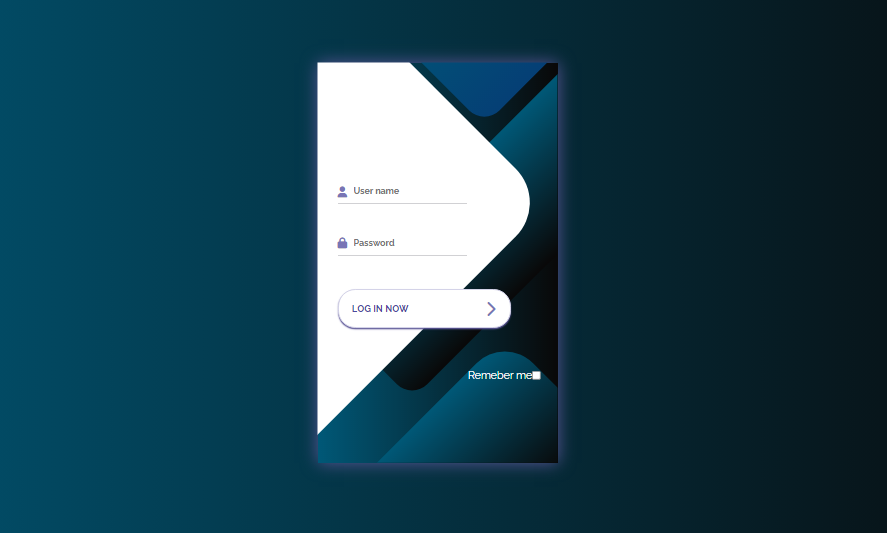 User name
Password
LOG IN NOW
Remeber me